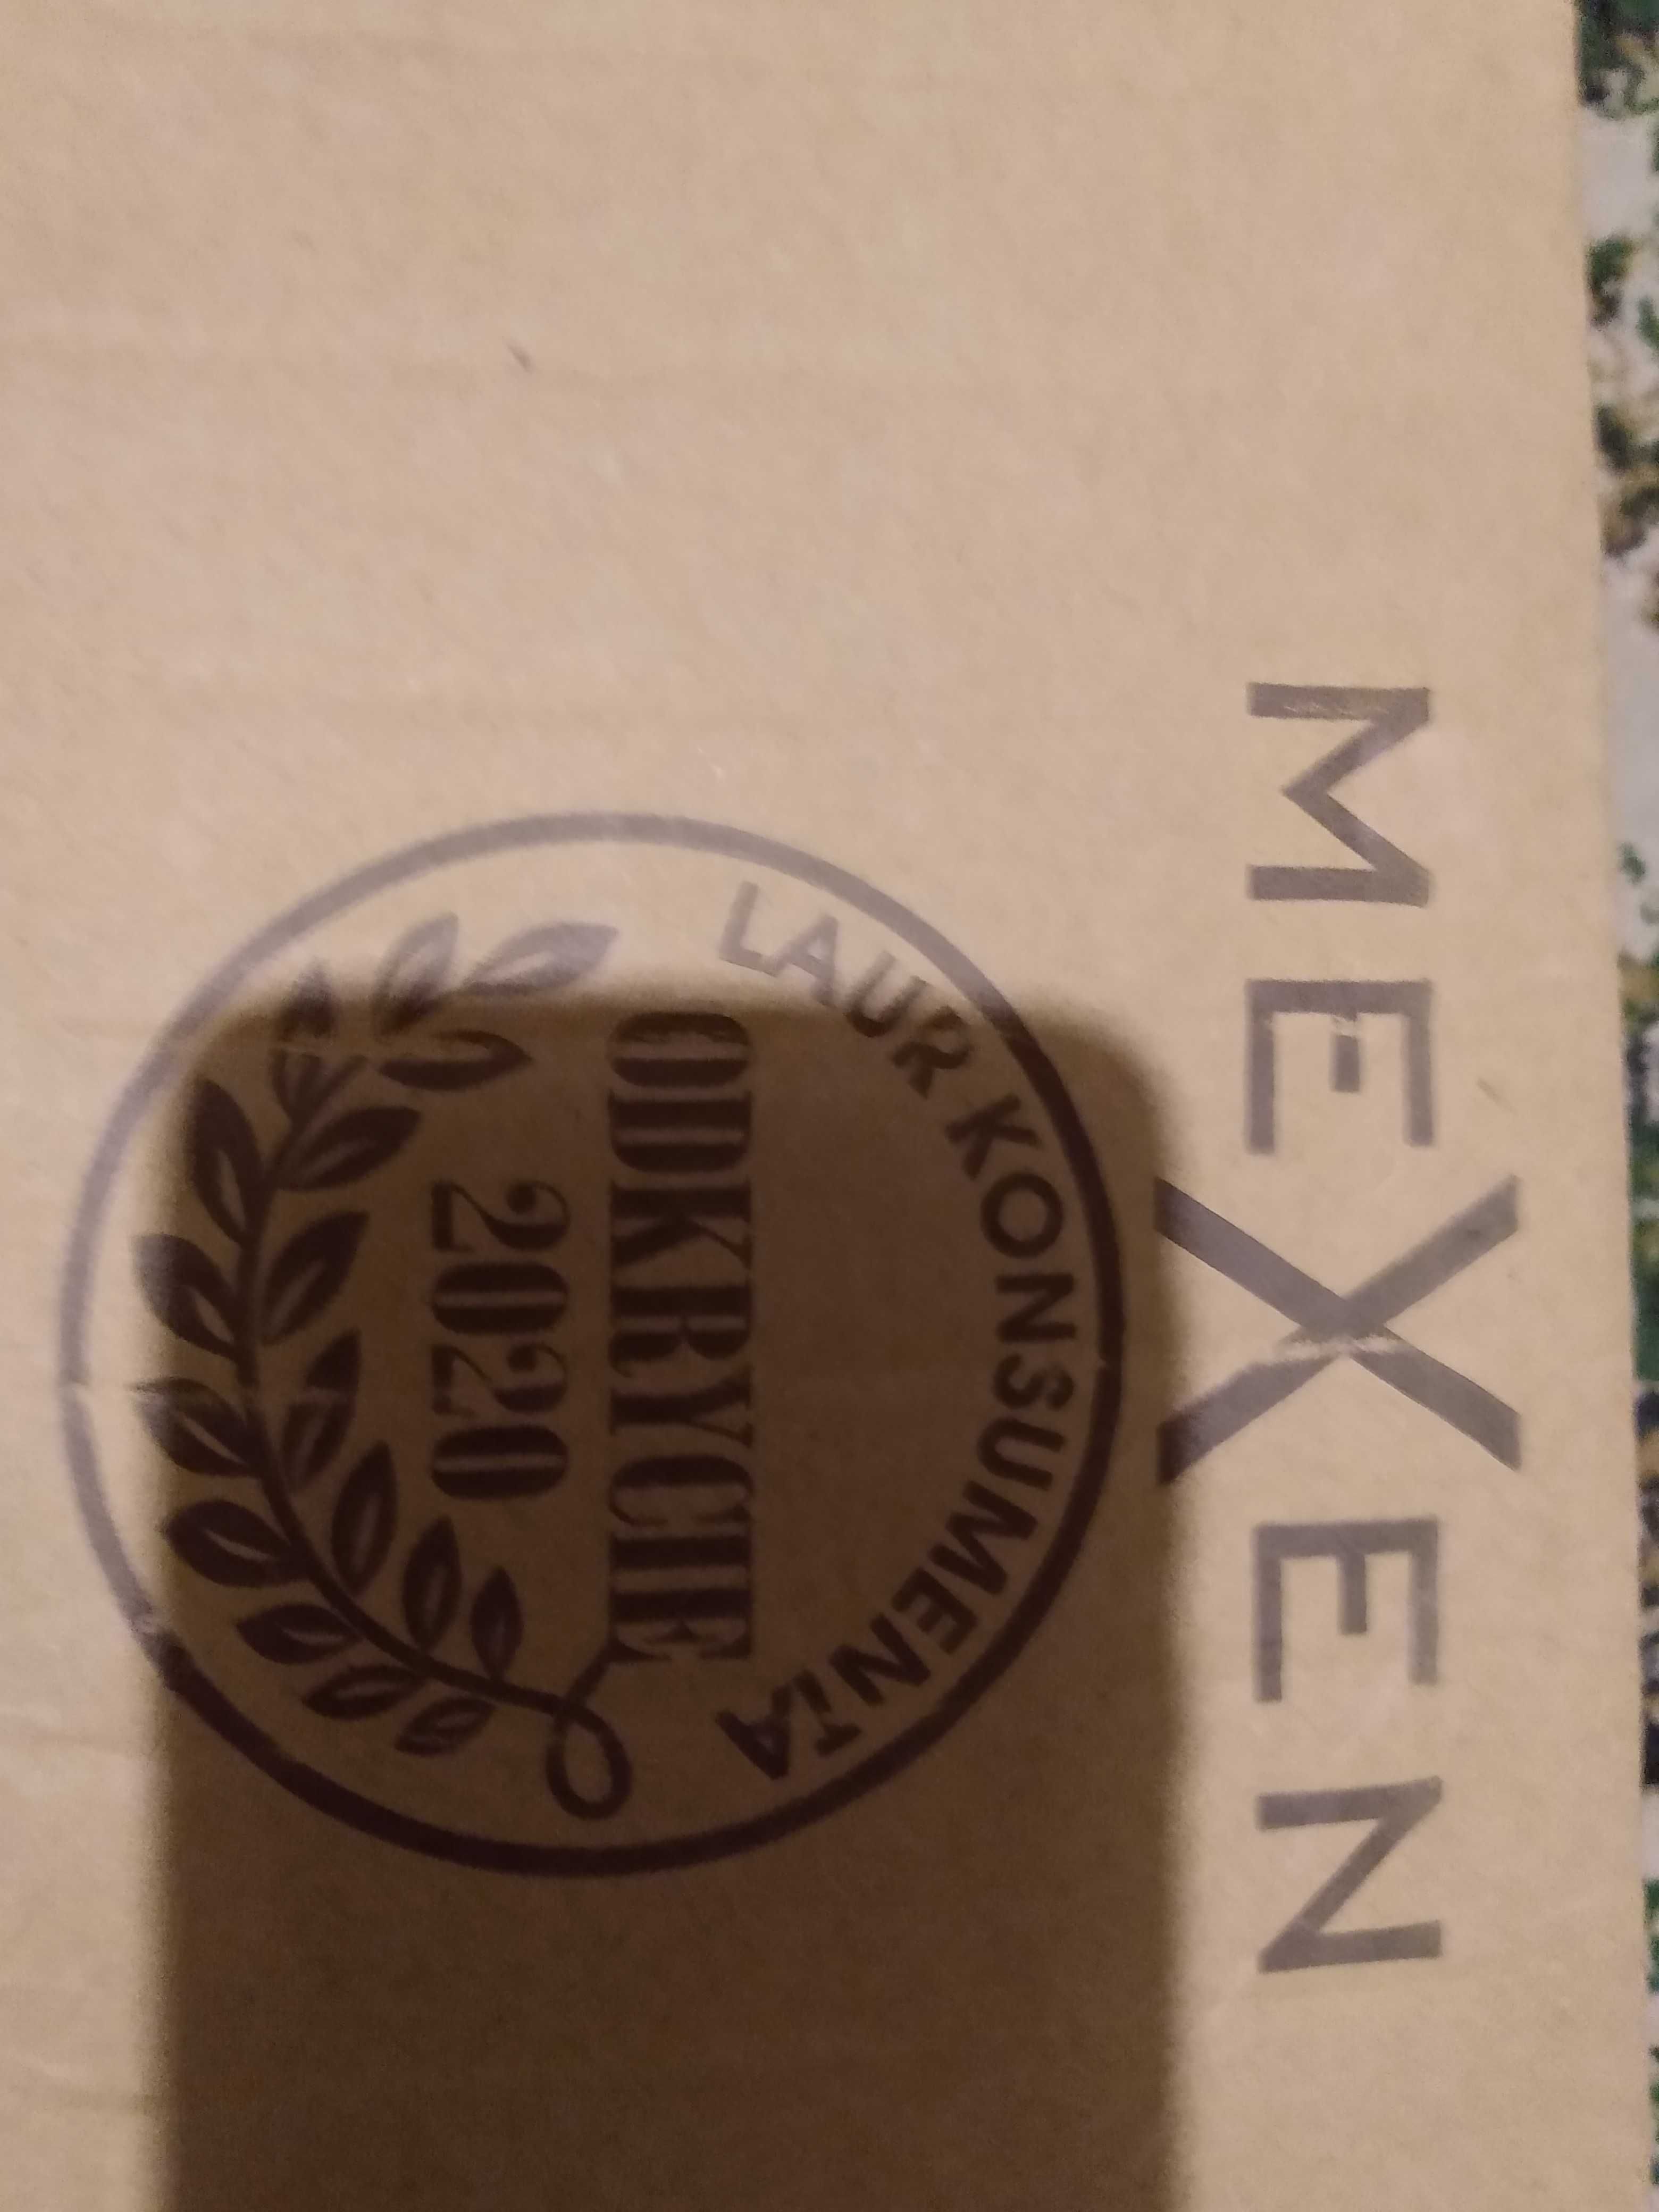 MEXEN
LAUR KONSUMENTA
ODKRYCIE
2020